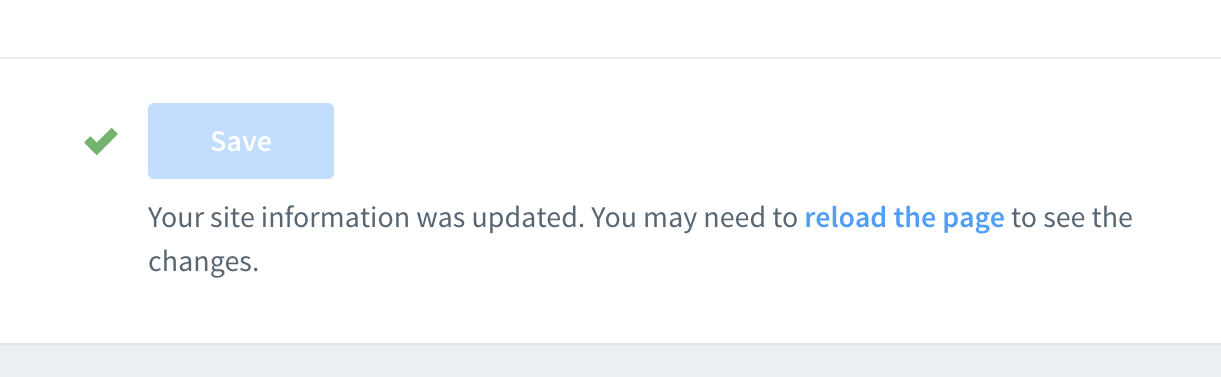 Save
Your site information was updated. You may need to reload the page to see the
changes.